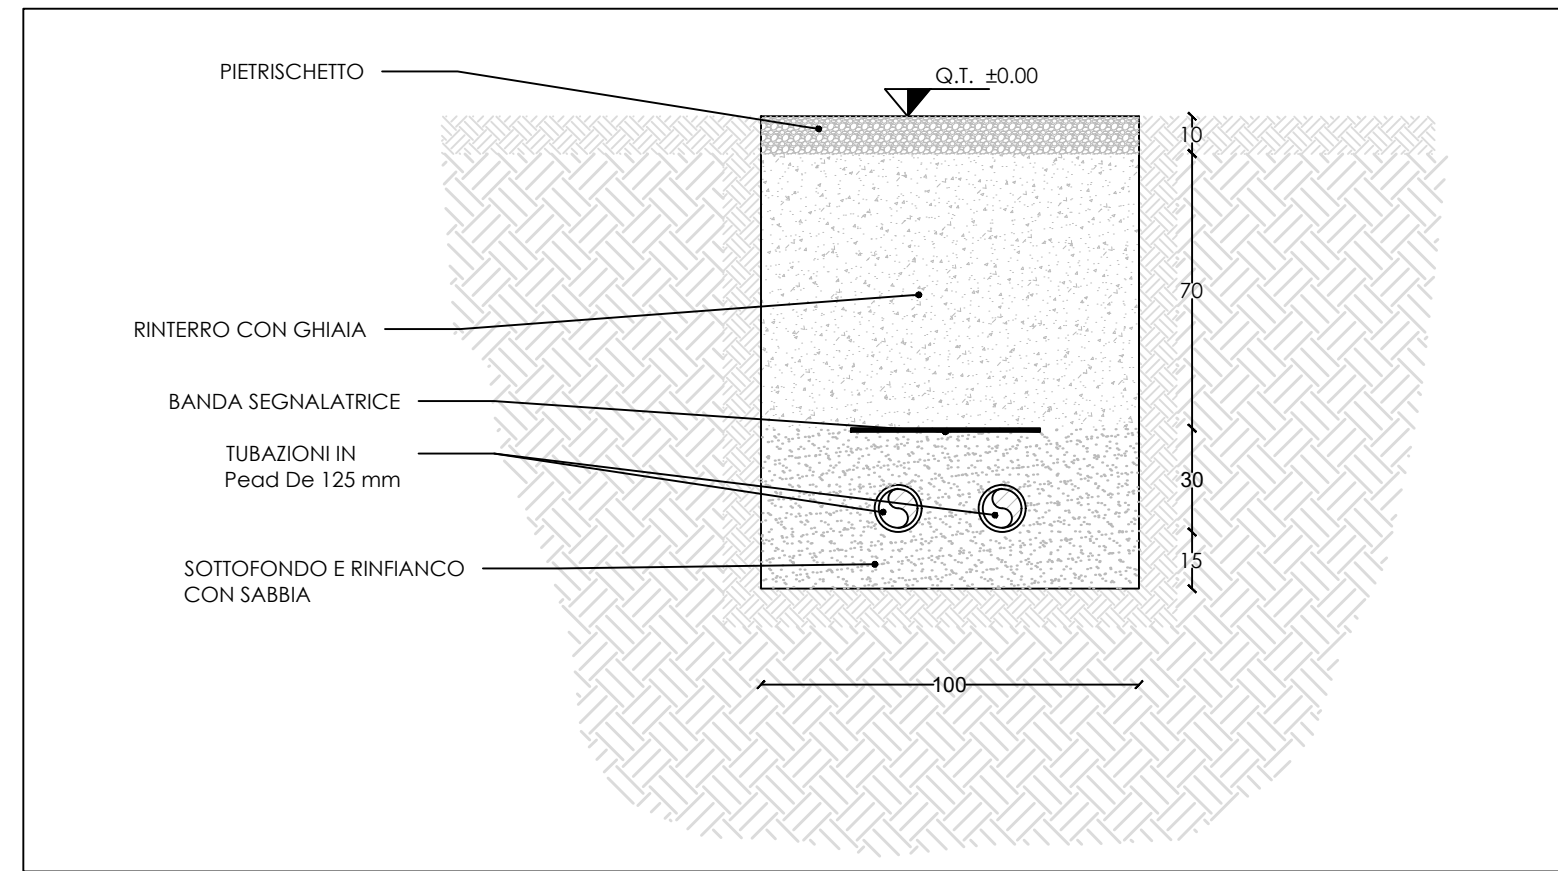 PIETRISCHETTO
Q.T. ±0.00
10
70
RINTERRO CON GHIAIA
BANDA SEGNALATRICE
TUBAZIONI IN
Pead De 125 mm
30
15
SOTTOFONDO E RINFIANCO
CON SABBIA
100